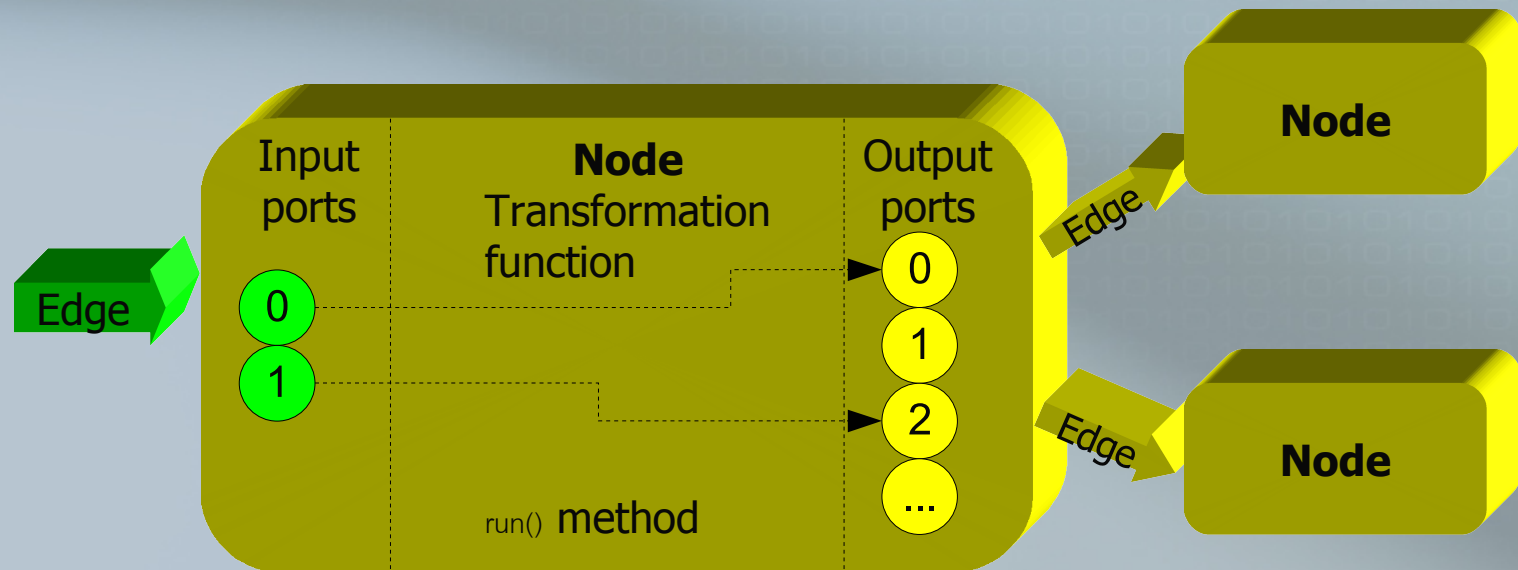 Edge
Input
ports
0
1
Node
Transformation
function
run() method
Output
ports
0
1
2
...
Edge
Node
Edge
Node